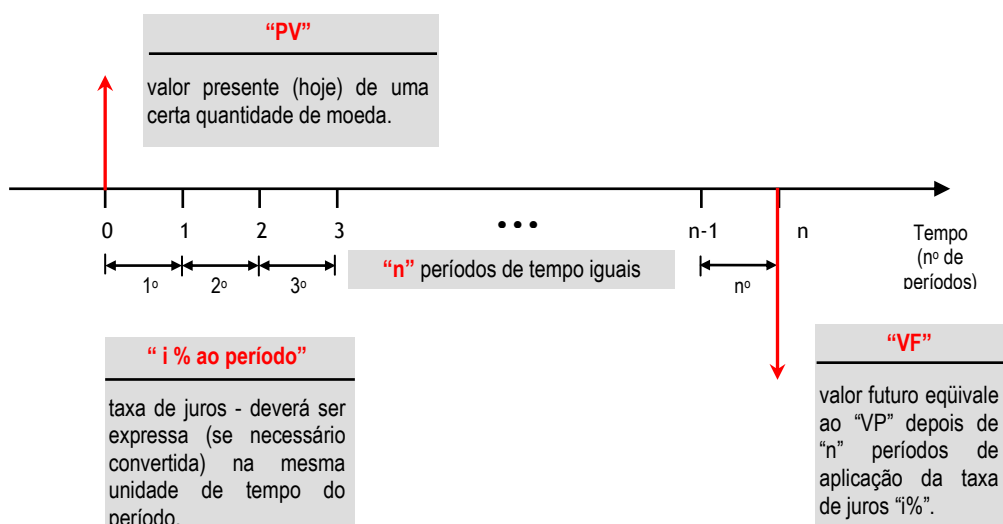 “PV”
valor presente (hoje) de uma
certa quantidade de moeda.
0 1 2 3 ••• n-1 n
Tempo
(nº de
períodos)
1º 2º 3º “n” períodos de tempo iguais nº
“ i % ao período”
taxa de juros - deverá ser
expressa (se necessário
convertida) na mesma
unidade de tempo do
período.
“VF”
valor futuro eqüivale
ao “VP” depois de
“n” períodos de
aplicação da taxa
de juros “i%”.